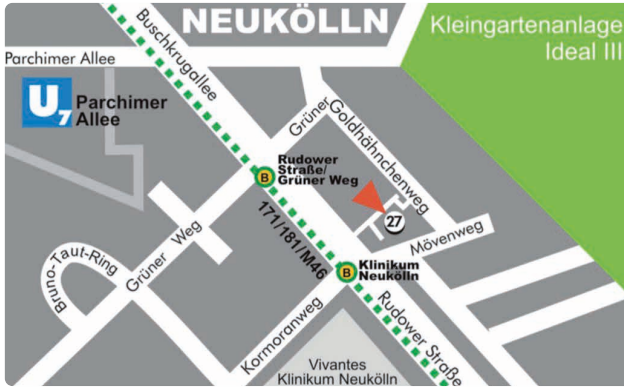 NEUKÖLLN
Kleingartenanlage
Ideal III
Buschkrugallee
Parchimer Allee
U7
Parchimer
Allee
Grüner
Goldhähnchenweg
Rudower
Straße/
Grüner Weg
B
171/181/M46
27
Mövenweg
Bruno-Taut-Ring
Grüner Weg
B
Klinikum
Neukölln
Kormoranweg
Rudower Straße
Vivantes
Klinikum Neukölln